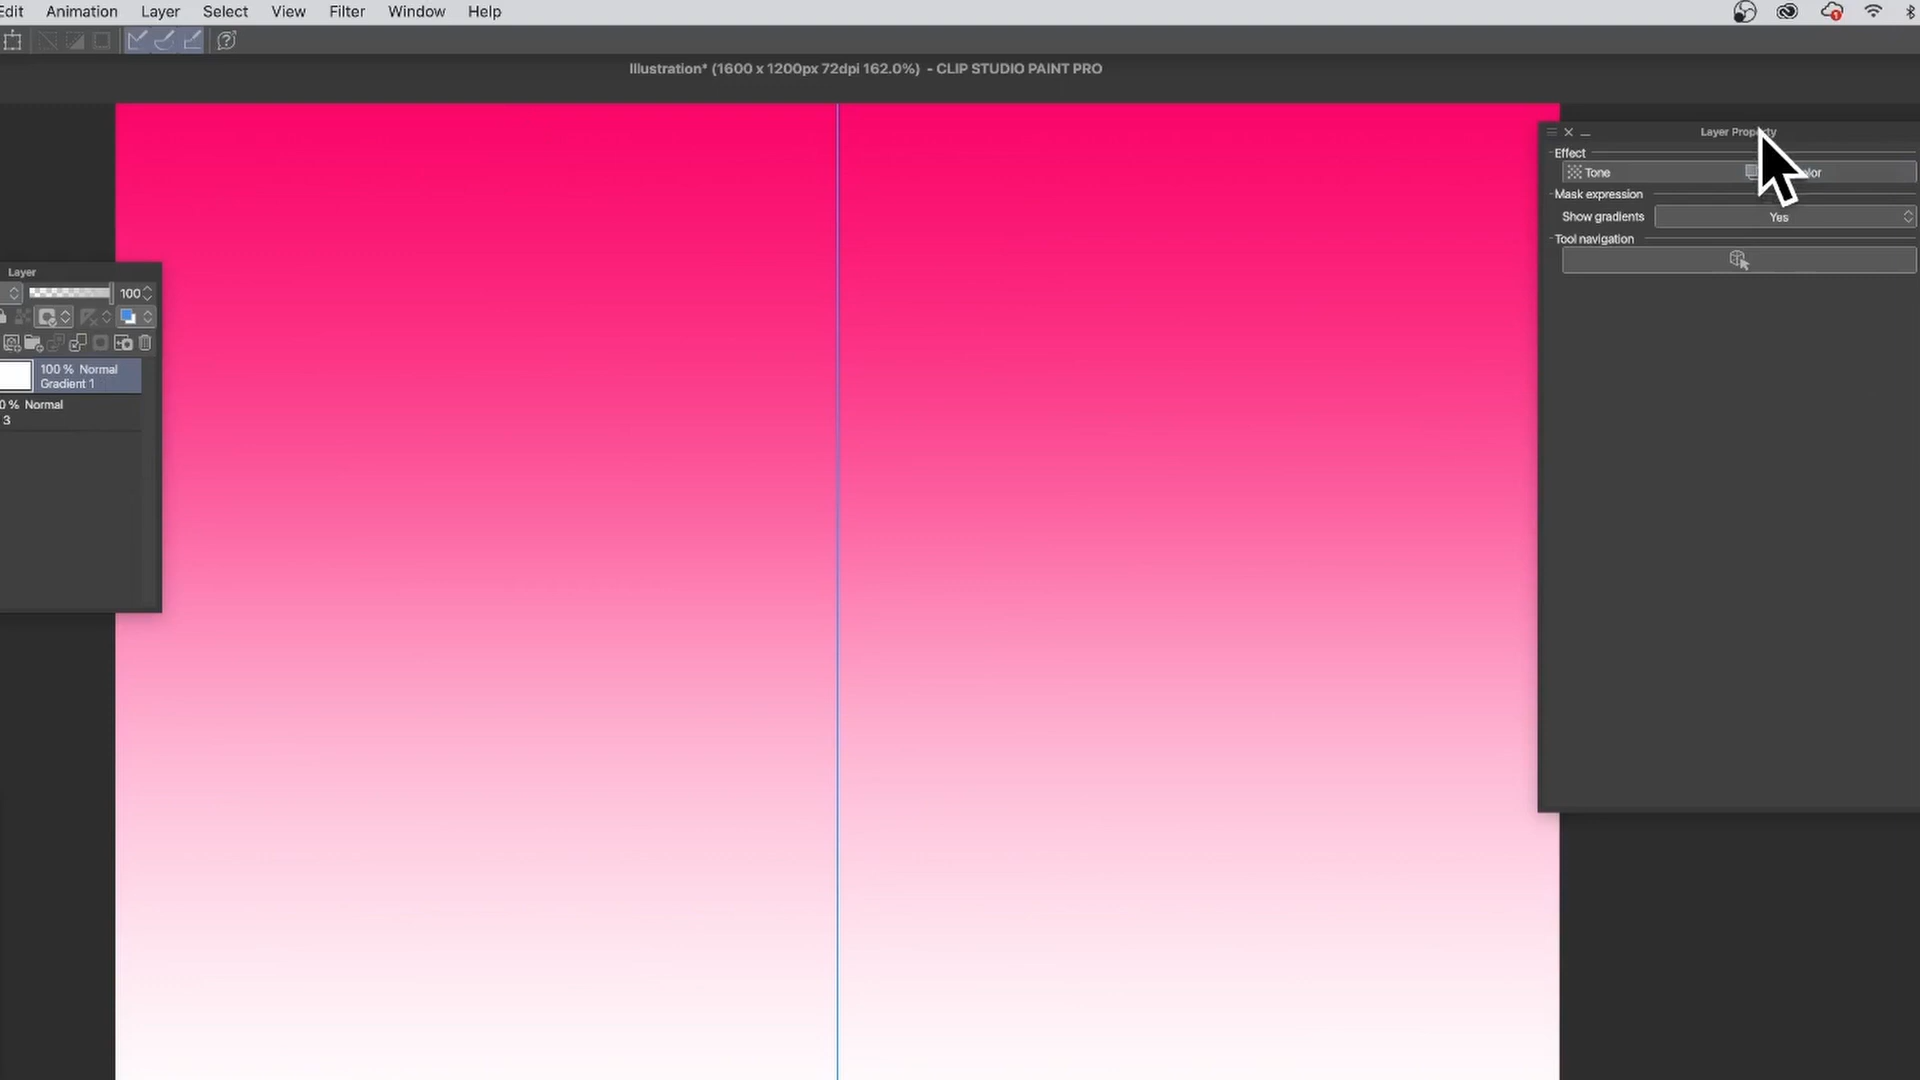 Edit Animation Layer Select View Filter Window Help
Illustration* (1600 x 1200px 72dpi 162.0%) - CLIP STUDIO PAINT PRO
Layer Property
Effect
Tone
Mask expression
Show gradients Yes
Tool navigation
Layer
100
100 % Normal
Gradient 1
0 % Normal
3